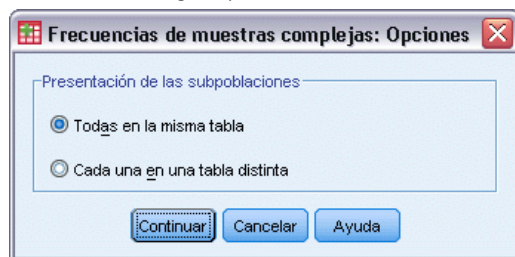 Frecuencias de muestras complejas: Opciones
Presentación de las subpoblaciones
Todas en la misma tabla
Cada una en una tabla distinta
Continuar Cancelar Ayuda